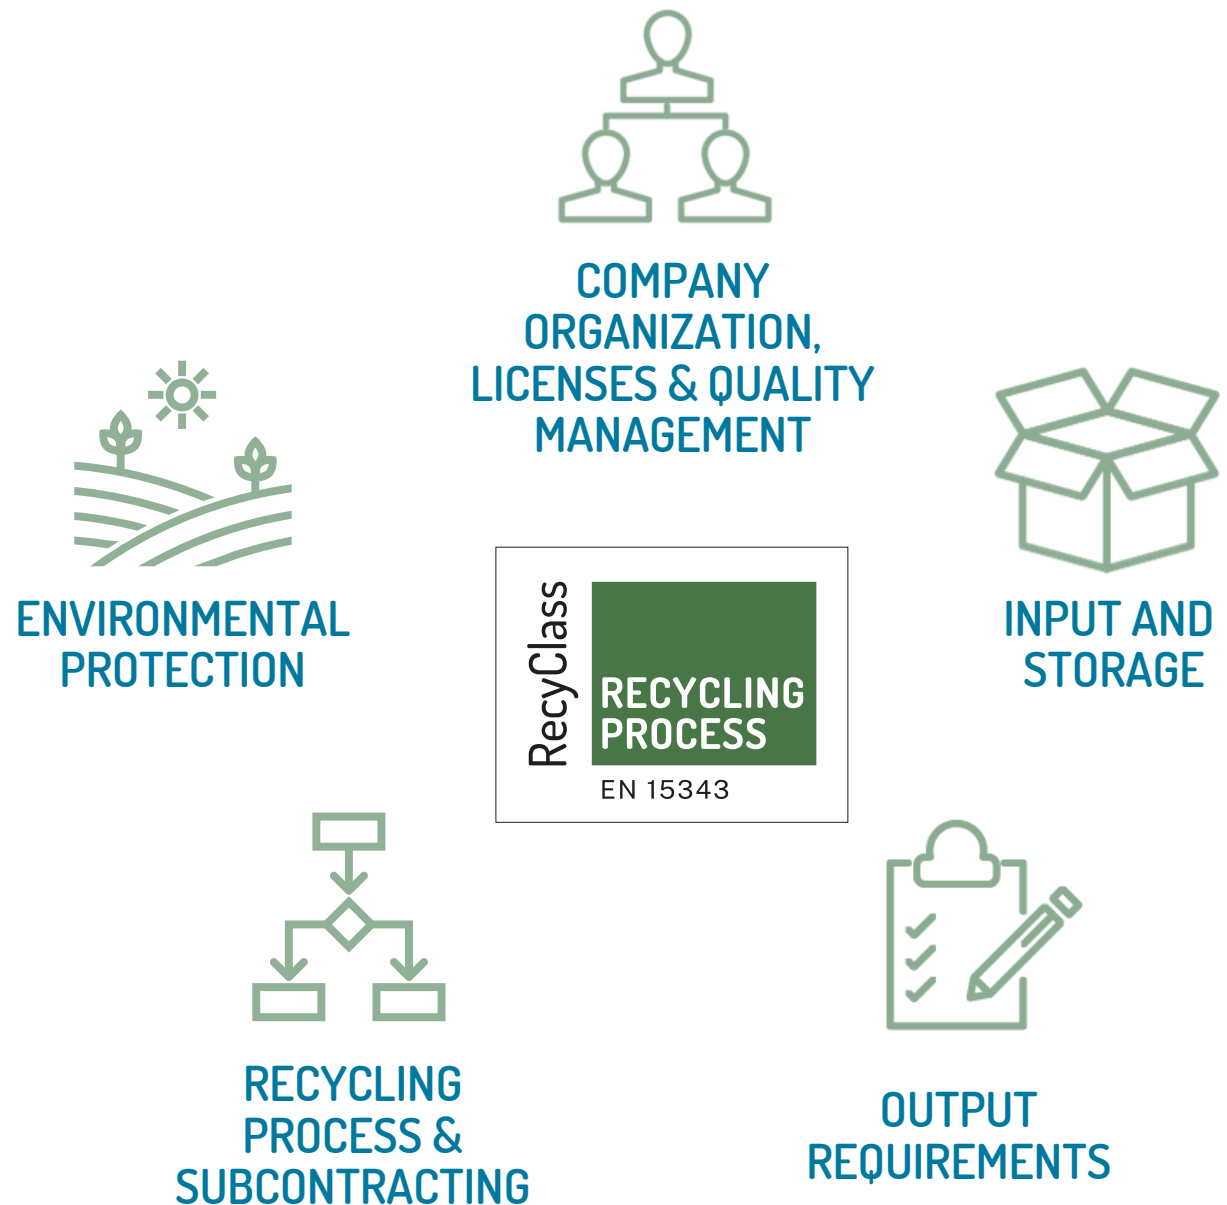 COMPANY
ORGANIZATION,
LICENSES & QUALITY
MANAGEMENT
ENVIRONMENTAL
PROTECTION
INPUT AND
STORAGE
RecyClass
RECYCLING
PROCESS
EN 15343
RECYCLING
PROCESS &
SUBCONTRACTING
OUTPUT
REQUIREMENTS